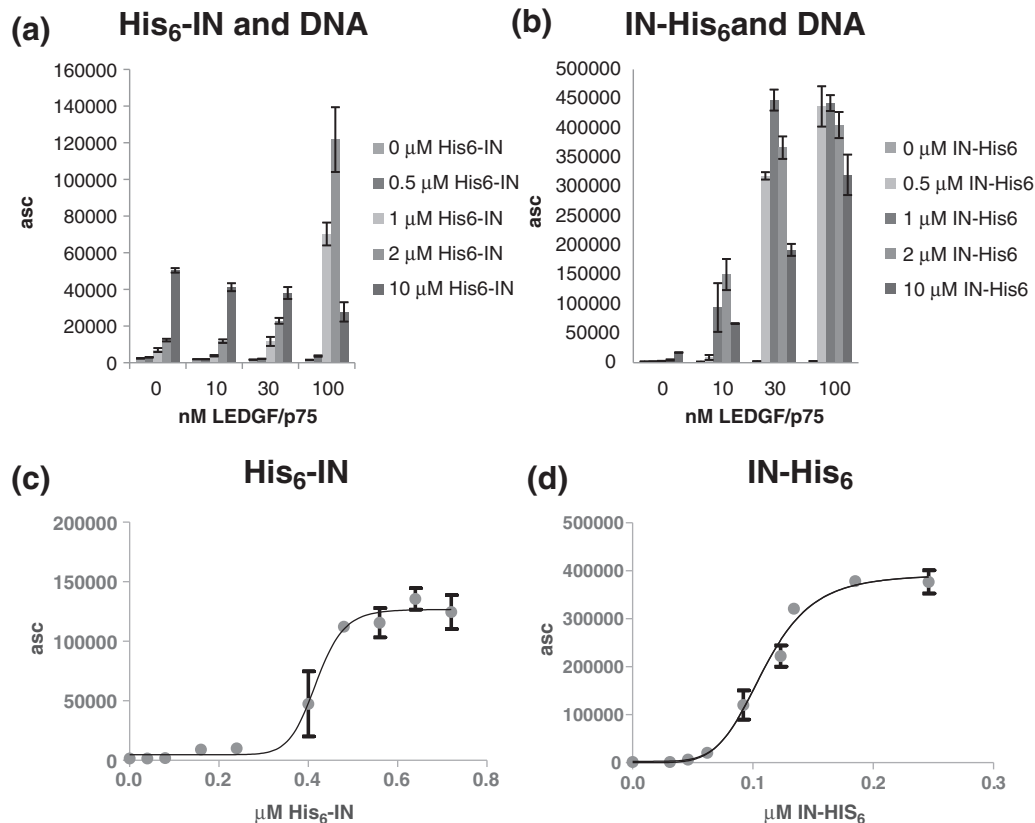 (a) His6-IN and DNA
160000
140000
120000
100000
80000
60000
40000
20000
0
asc
0 10 30 100
nM LEDGF/p75
0 μM His6-IN
0.5 μM His6-IN
1 μM His6-IN
2 μM His6-IN
10 μM His6-IN
(b) IN-His6and DNA
500000
450000
400000
350000
300000
250000
200000
150000
100000
50000
0
asc
0 10 30 100
nM LEDGF/p75
0 μM IN-His6
0.5 μM IN-His6
1 μM IN-His6
2 μM IN-His6
10 μM IN-His6
(c) His6-IN
200000
150000
100000
50000
0
asc
0.0 0.2 0.4 0.6 0.8
μM His6-IN
(d) IN-His6
500000
400000
300000
200000
100000
0
asc
0.0 0.1 0.2 0.3
μM IN-HIS6